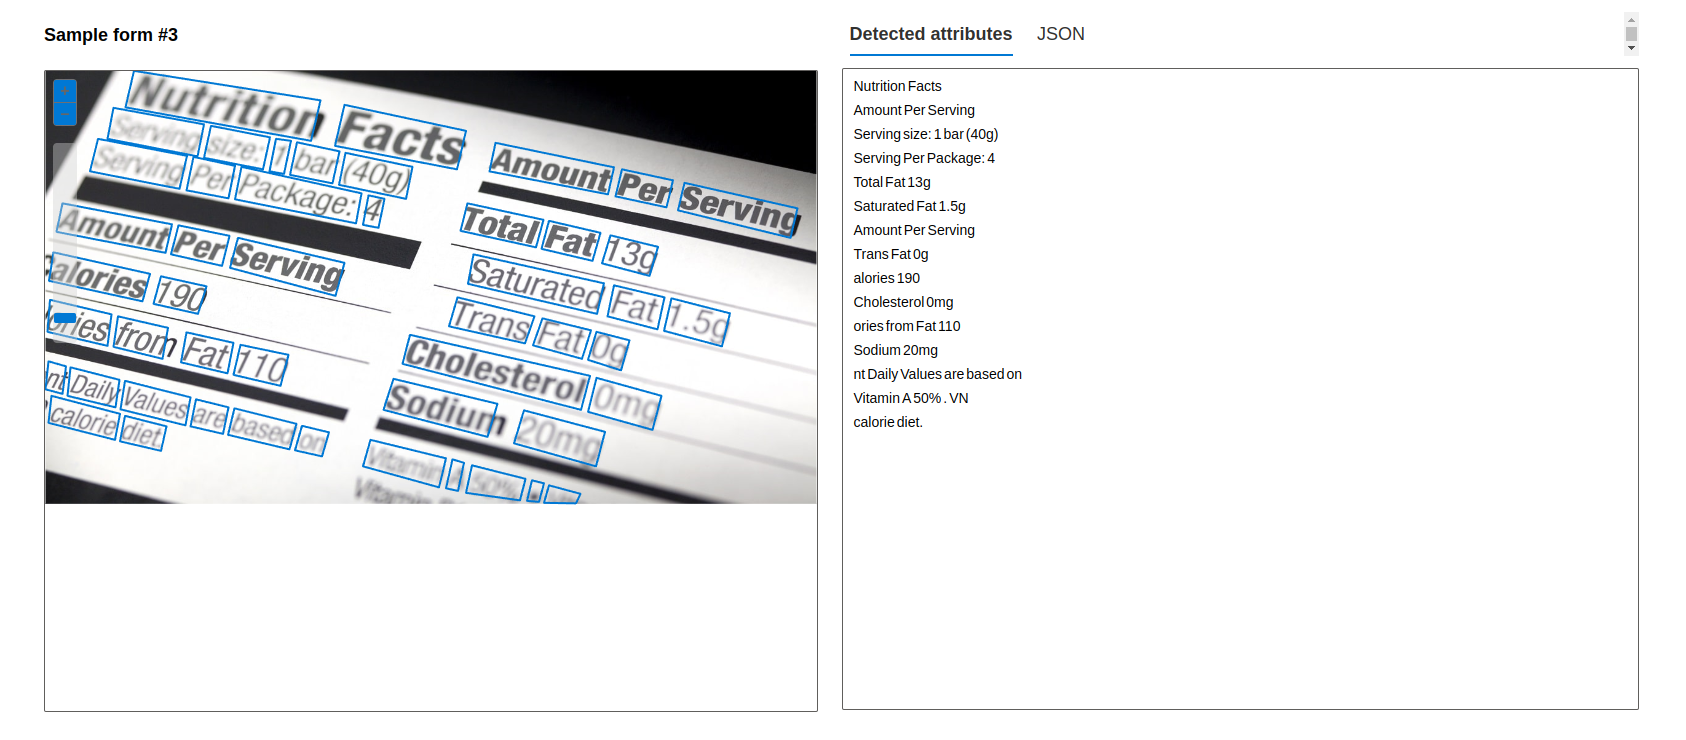 Sample form #3
Nutrition Facts
Serving size: 1 bar (40g)
Serving Per Package: 4
Amount Per Serving
alories 190
ories from Fat 110
nt Daily Values are based on
calorie diet.
Amount Per Serving
Total Fat 13g
Saturated Fat 1.5g
Trans Fat 0g
Cholesterol 0mg
Sodium 20mg
Vitamin A 50% •
Vitamin
Detected attributes JSON
Nutrition Facts
Amount Per Serving
Serving size: 1 bar (40g)
Serving Per Package: 4
Total Fat 13g
Saturated Fat 1.5g
Amount Per Serving
Trans Fat 0g
alories 190
Cholesterol 0mg
ories from Fat 110
Sodium 20mg
nt Daily Values are based on
Vitamin A 50% . VN
calorie diet.